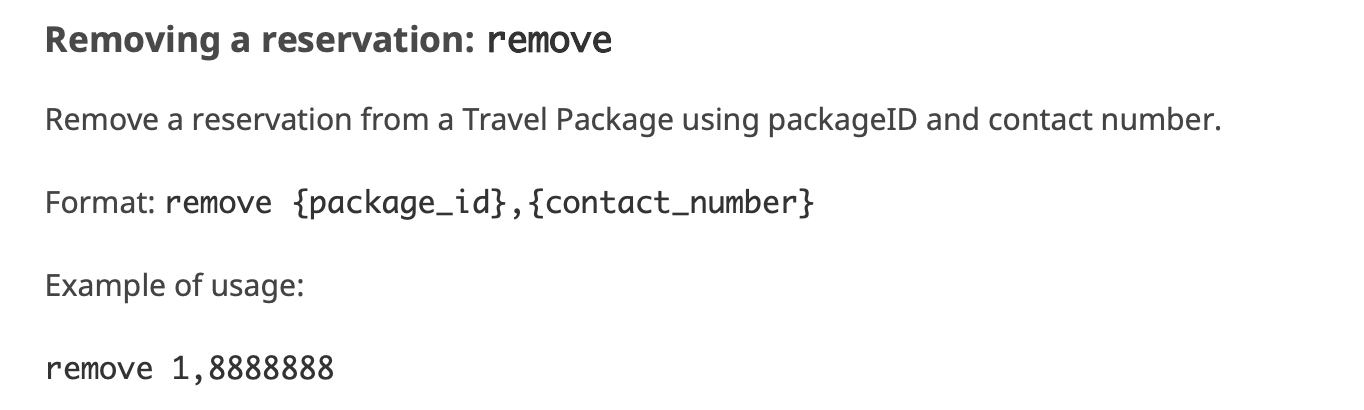 Removing a reservation: remove
Remove a reservation from a Travel Package using packageID and contact number.
Format: remove {package_id},{contact_number}
Example of usage:
remove 1,8888888